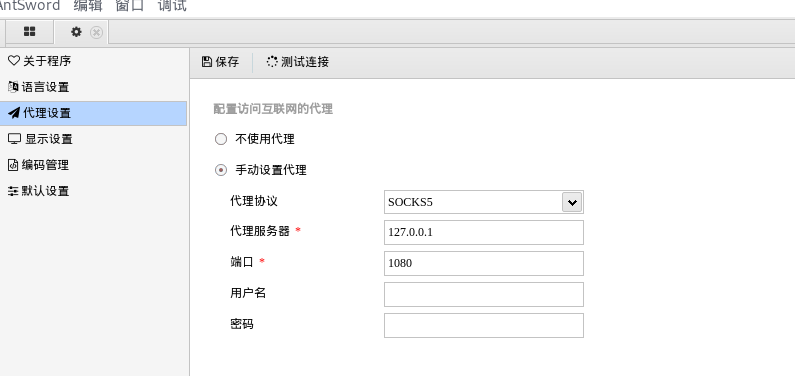 AntSword 编辑 窗口 调试
关于程序
语言设置
代理设置
显示设置
编码管理
默认设置
保存 测试连接
配置访问互联网的代理
不使用代理
手动设置代理
代理协议 SOCKS5
代理服务器 * 127.0.0.1
端口 * 1080
用户名
密码